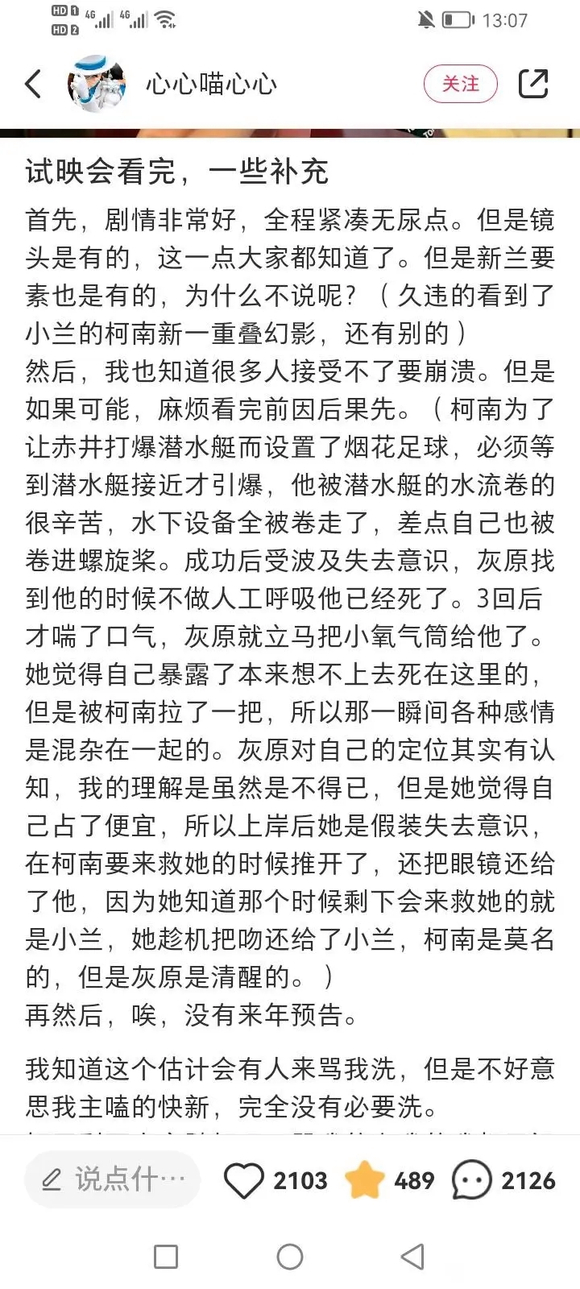 HD 1 4G 4G
HD 2
13:07
心心喵心心
关注
试映会看完，一些补充
首先，剧情非常好，全程紧凑无尿点。但是镜
头是有的，这一点大家都知道了。但是新兰要
素也是有的，为什么不说呢？（久违的看到了
小兰的柯南新一重叠幻影，还有别的）
然后，我也知道很多人接受不了要崩溃。但是
如果可能，麻烦看完前因后果先。（柯南为了
让赤井打爆潜水艇而设置了烟花足球，必须等
到潜水艇接近才引爆，他被潜水艇的水流卷的
很辛苦，水下设备全被卷走了，差点自己也被
卷进螺旋桨。成功后受波及失去意识，灰原找
到他的时候不做人工呼吸他已经死了。3回后
才喘了口气，灰原就立马把小氧气筒给他了。
她觉得自己暴露了本来想不上去死在这里的，
但是被柯南拉了一把，所以那一瞬间各种感情
是混杂在一起的。灰原对自己的定位其实有认
知，我的理解是虽然是不得已，但是她觉得自
己占了便宜，所以上岸后她是假装失去意识，
在柯南要来救她的时候推开了，还把眼镜还给
了他，因为她知道那个时候剩下会来救她的就
是小兰，她趁机把吻还给了小兰，柯南是莫名
的，但是灰原是清醒的。）
再然后，唉，没有来年预告。
我知道这个估计会有人来骂我洗，但是不好意
思我主嗑的快新，完全没有必要洗。
说点什…
2103
489
2126